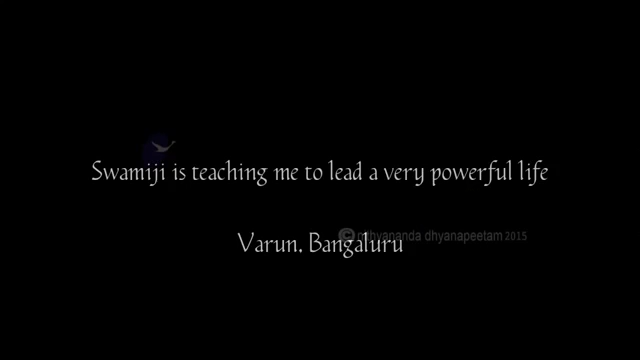 Swamiji is teaching me to lead a very powerful life
© nithyananda dhyanapeetam 2015
Varun, Bangaluru